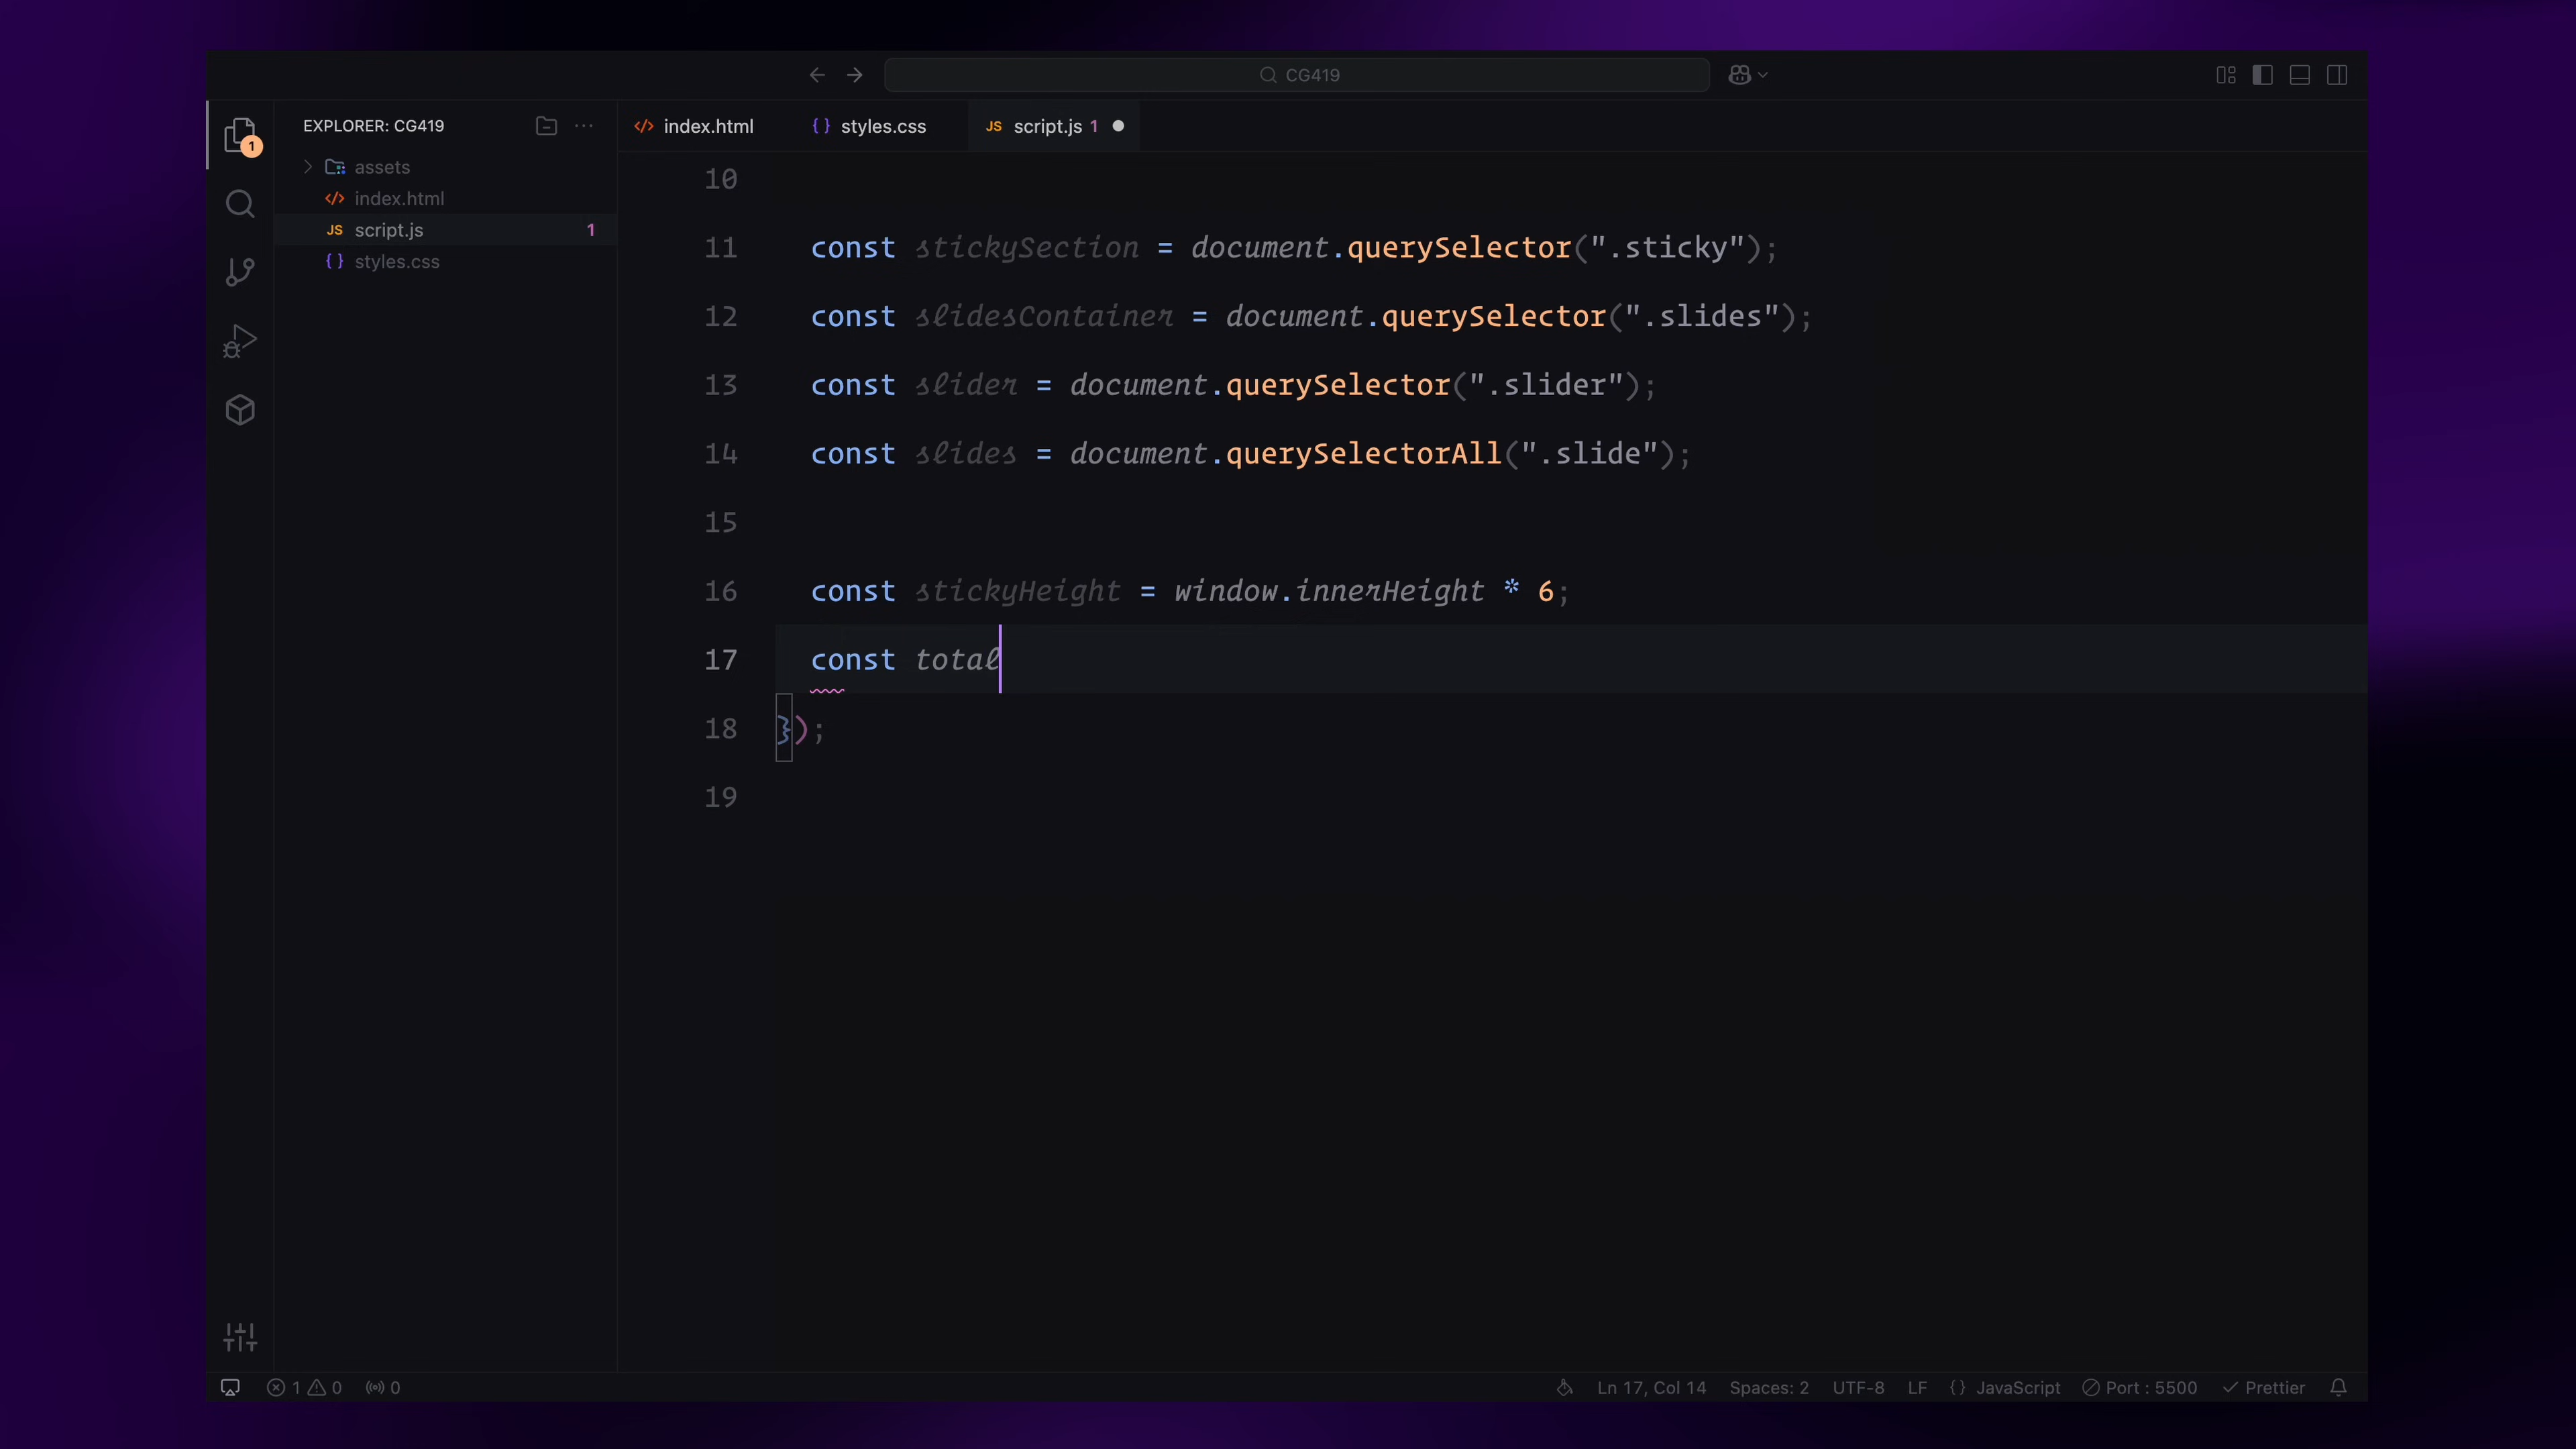 CG419
EXPLORER: CG419
1
assets
index.html
script.js 1
styles.css
index.html
styles.css
JS script.js 1
10
11 const stickySection = document.querySelector(".sticky");
12 const slidesContainer = document.querySelector(".slides");
13 const slider = document.querySelector(".slider");
14 const slides = document.querySelectorAll(".slide");
15
16 const stickyHeight = window.innerHeight * 6;
17 const total
18 });
19
1 0 0
Ln 17, Col 14 Spaces: 2 UTF-8 LF {} JavaScript Port : 5500 Prettier